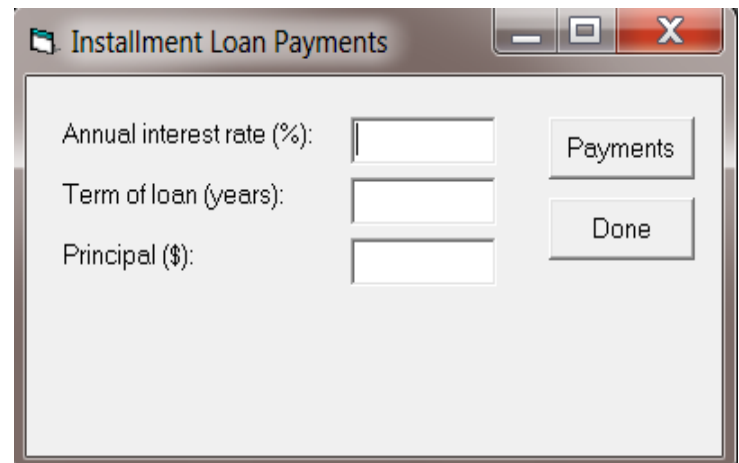 Installment Loan Payments
Annual interest rate (%):
Payments
Term of loan (years):
Done
Principal ($):